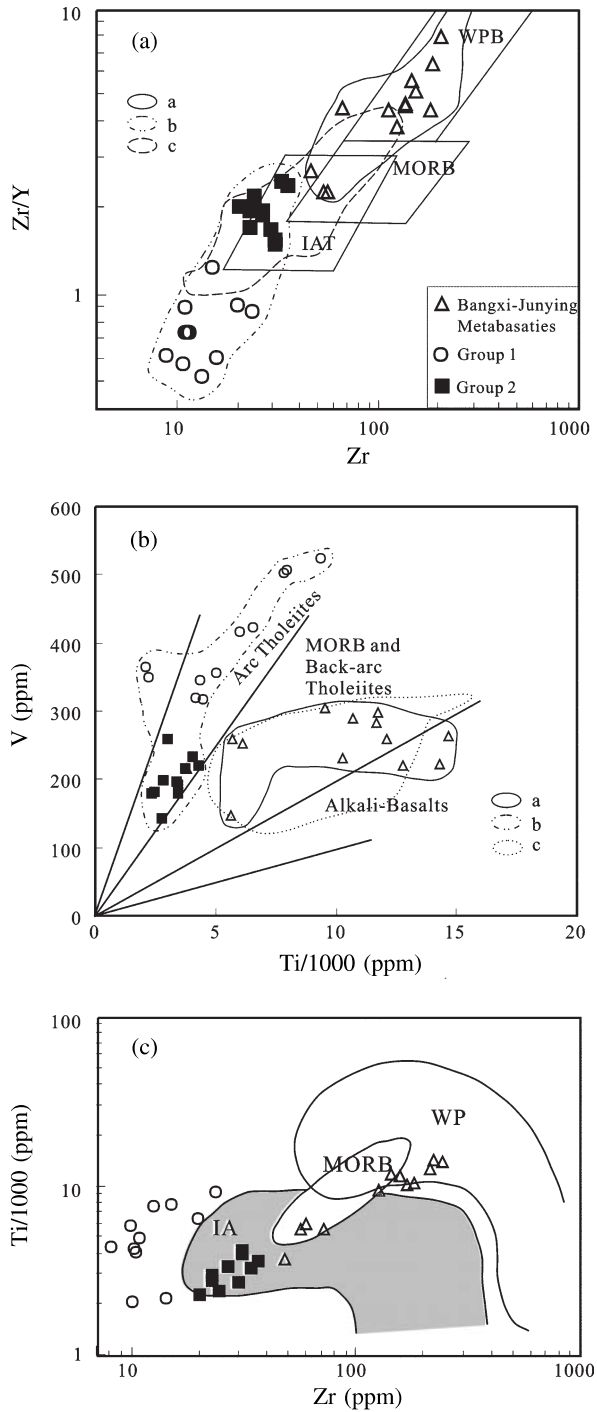 10
(a)
WPB
a
b
c
MORB
Zr/Y
IAT
1
Bangxi-Junying
Metabasaties
Group 1
Group 2
10
100
1000
Zr
600
(b)
500
400
Arc Tholeiites
MORB and
Back-arc
Tholeiites
V (ppm)
300
200
Alkali-Basalts
a
b
c
100
0
0
5
10
15
20
Ti/1000 (ppm)
100
(c)
WP
MORB
Ti/1000 (ppm)
10
IA
1
10
100
1000
Zr (ppm)